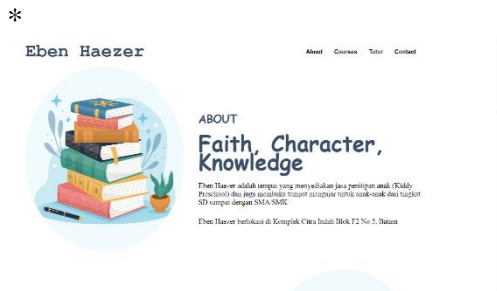 *
Eben Haezer
About Courses Tutor Contact
ABOUT
Faith, Character,
Knowledge
Eben Haezer adalah tempat yang menyediakan jasa penitipan anak (Kiddy
Preschool) dan juga membuka tempat mengajar untuk anak-anak dari tingkat
SD sampai dengan SMA/SMK
Eben Haezer berlokasi di Komplek Citra Indah Blok F2 No 5, Batam